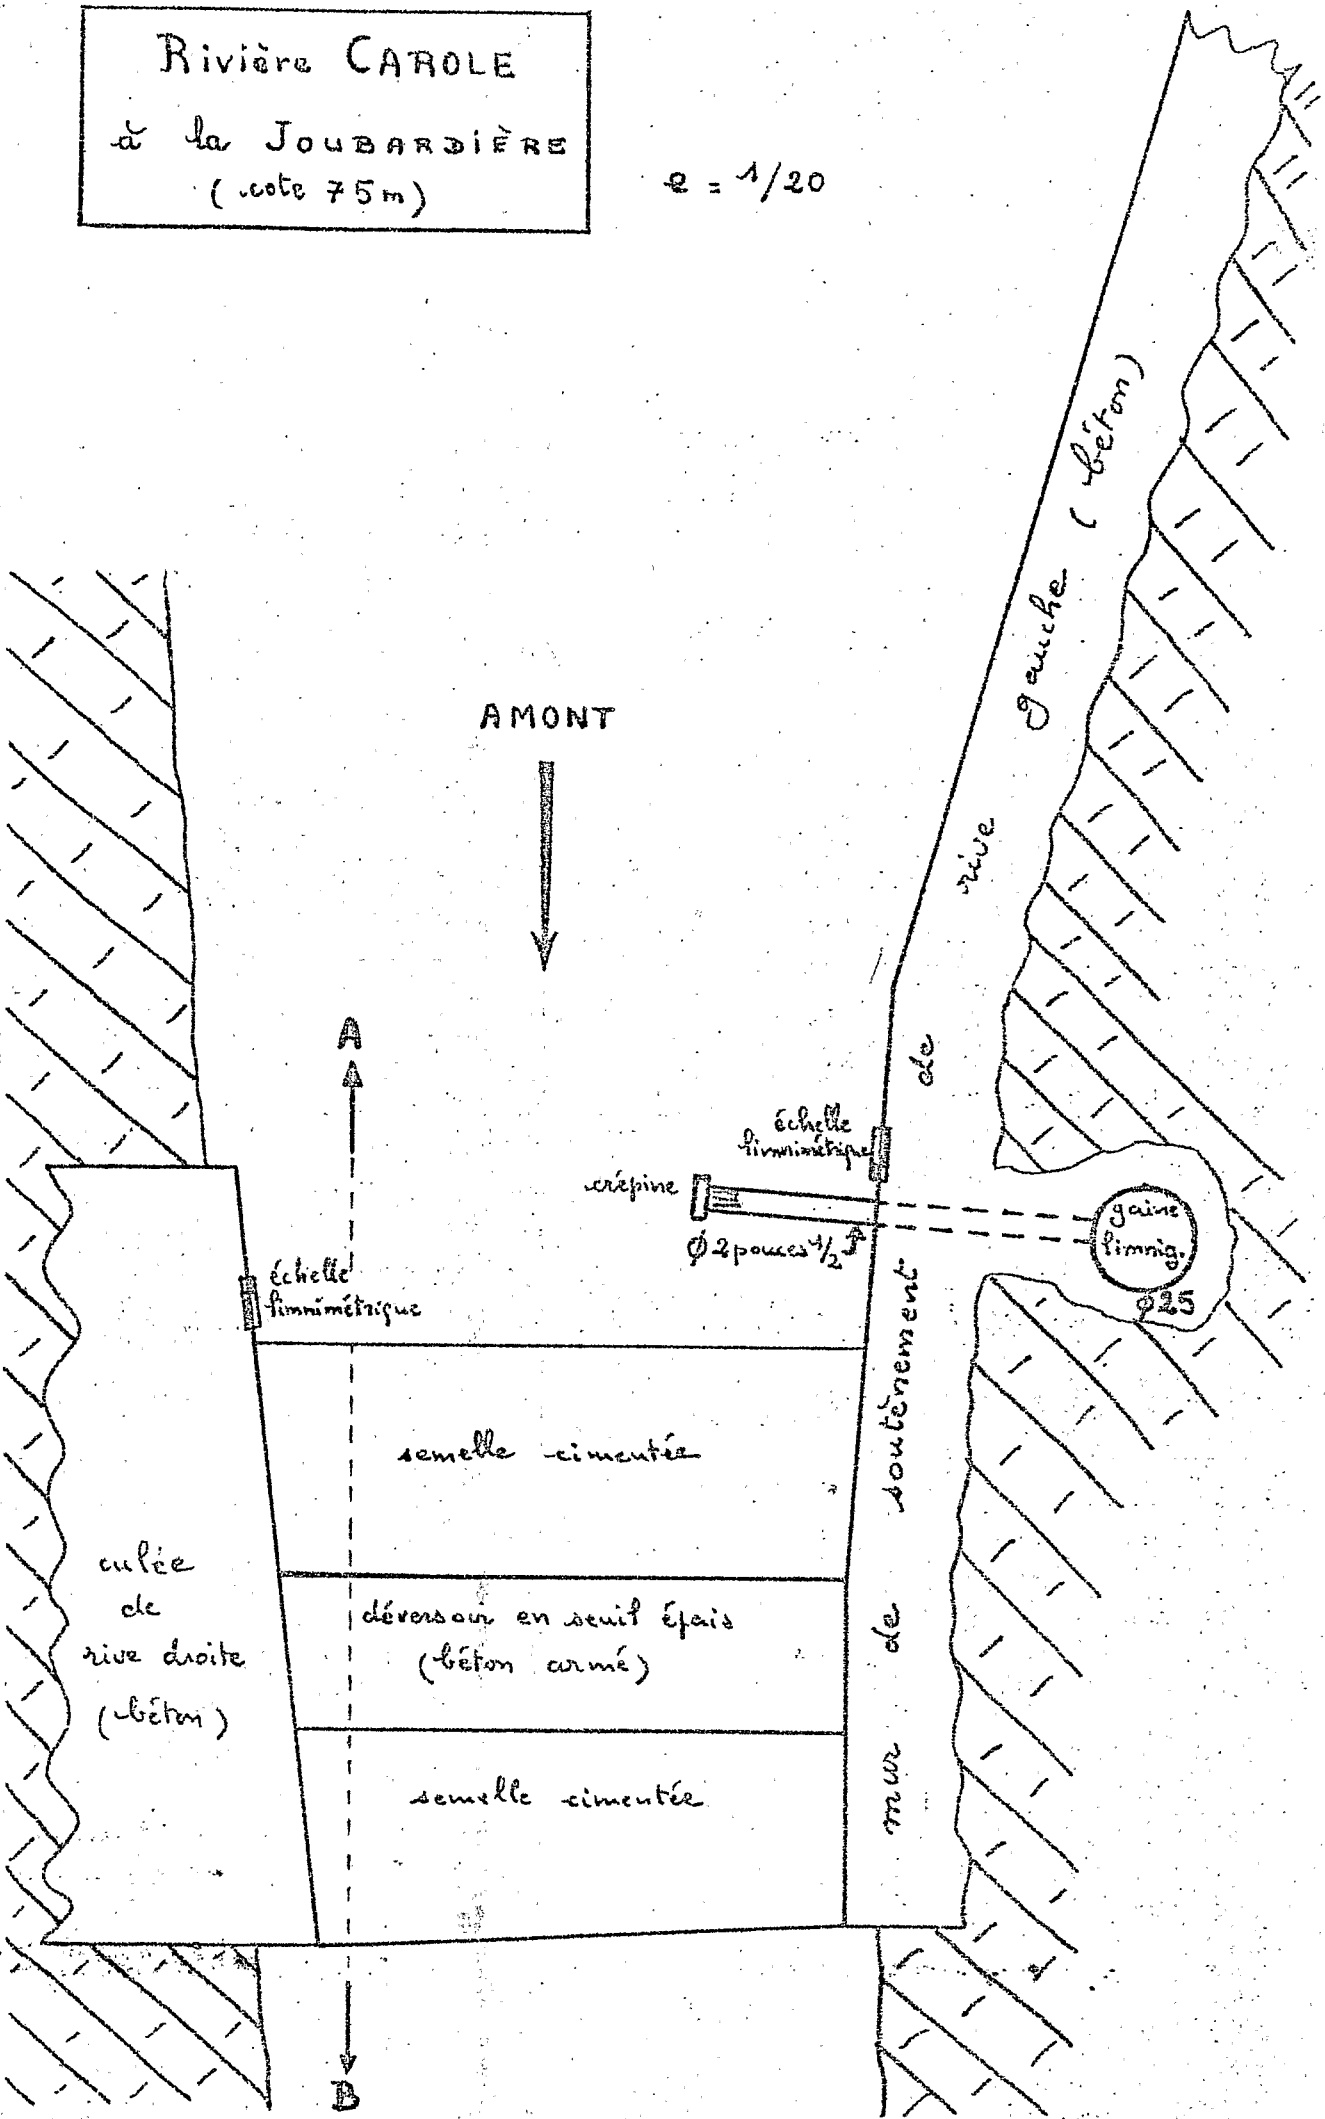 Rivière CAROLE
à la JOUBARDIÈRE
(cote 75m)
e = 1/20
AMONT
A
échelle
limnimétrique
crépine
Ø 2 pouces 1/2
gaine
limnig.
Ø25
échelle
limnimétrique
semelle cimentée
déversoir en seuil épais
(béton armé)
semelle cimentée
culée
de
rive droite
(béton)
mur de soutènement de rive gauche (béton)
B